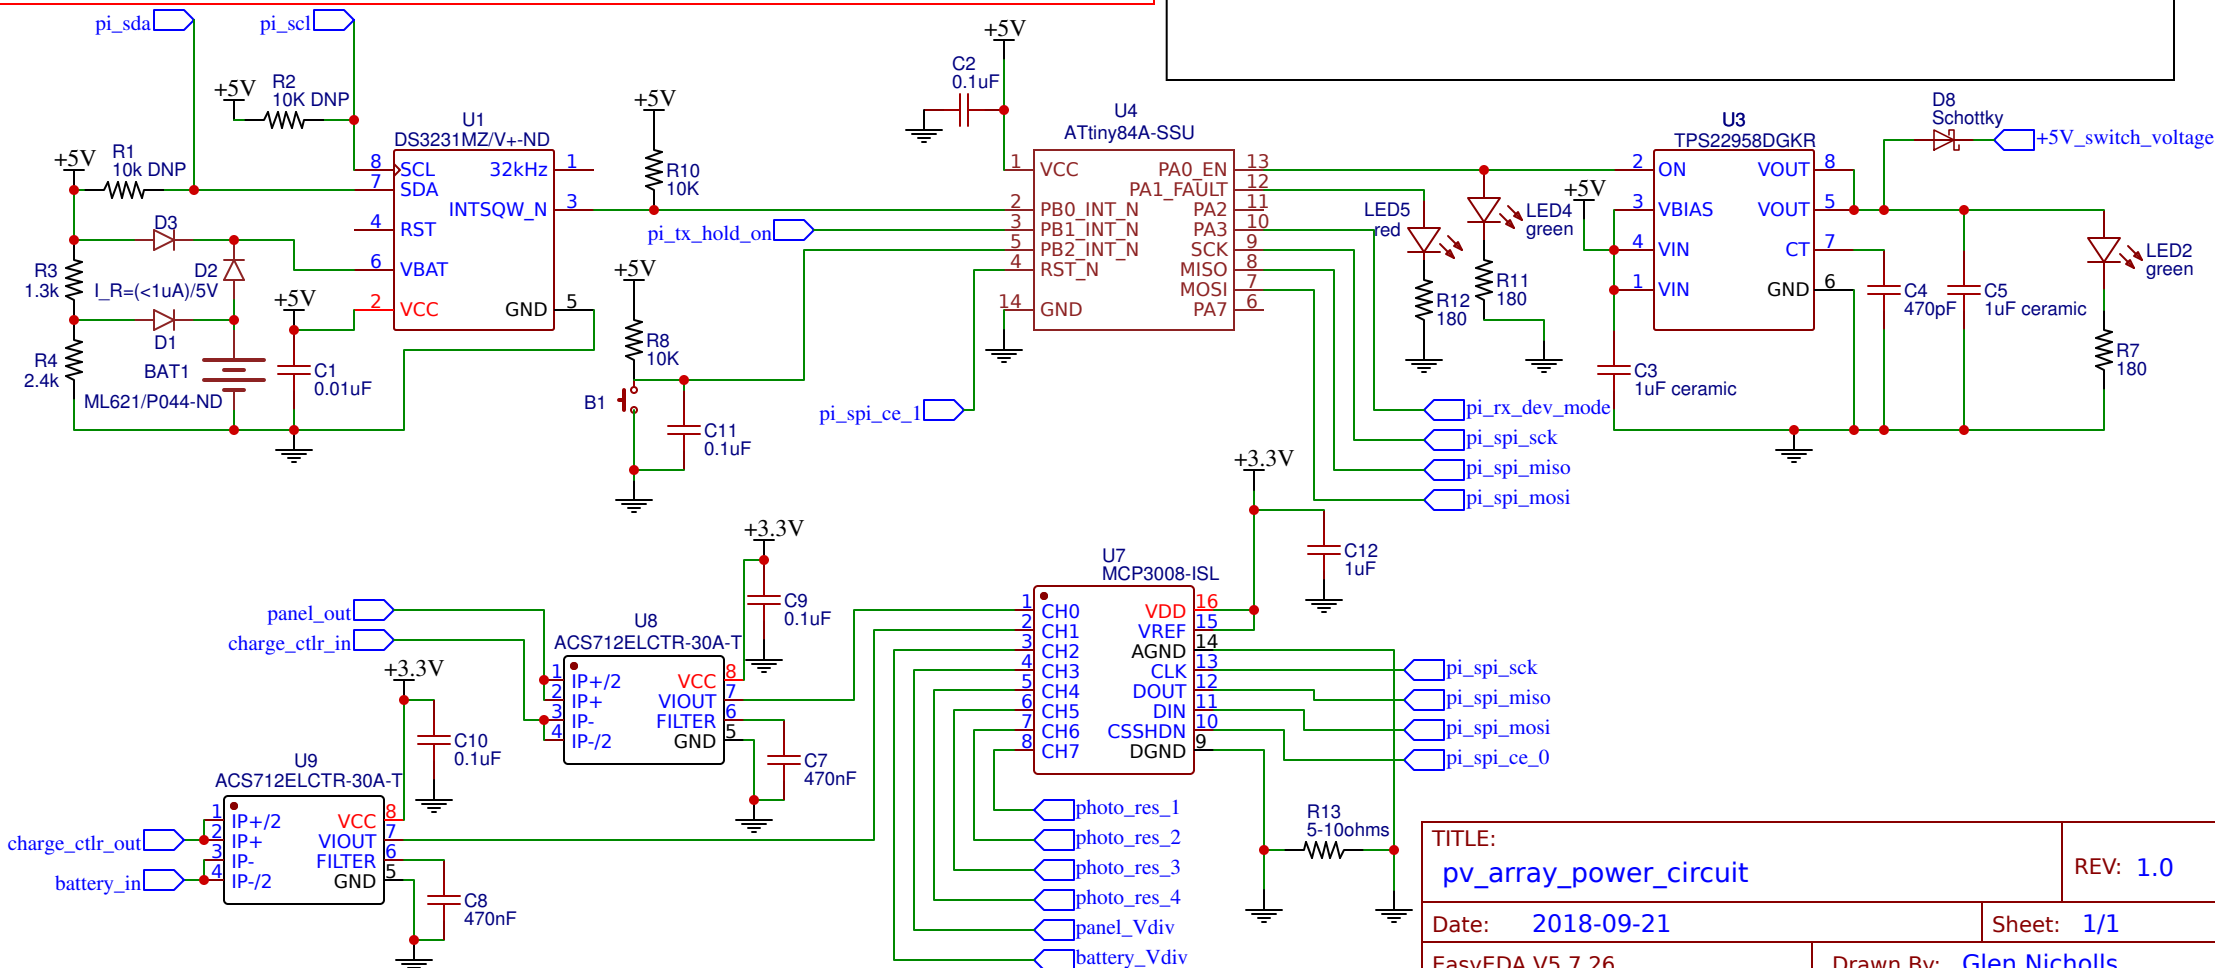 pi_sda
pi_scl
+5V
R2
10K DNP
+5V
R1
10k DNP
U1
DS3231MZ/V+-ND
8 SCL
7 SDA
4 RST
6 VBAT
2 VCC
32kHz 1
INTSQW_N 3
GND 5
D3
D2
I_R=(<1uA)/5V
D1
R3
1.3k
R4
2.4k
BAT1
ML621/P044-ND
+5V
C1
0.01uF
+5V
R10
10K
pi_tx_hold_on
+5V
R8
10K
B1
C11
0.1uF
+5V
C2
0.1uF
U4
ATtiny84A-SSU
1 VCC
2 PB0_INT_N
3 PB1_INT_N
5 PB2_INT_N
4 RST_N
14 GND
PA0_EN 13
PA1_FAULT 12
PA2 11
PA3 10
SCK 9
MISO 8
MOSI 7
PA7 6
pi_spi_ce_1
LED5
red
LED4
green
R12
180
R11
180
pi_rx_dev_mode
pi_spi_sck
pi_spi_miso
pi_spi_mosi
U3
TPS22958DGKR
+5V
2 ON
3 VBIAS
4 VIN
1 VIN
VOUT 8
VOUT 5
CT 7
GND 6
D8
Schottky
+5V_switch_voltage
LED2
green
C4
470pF
C5
1uF ceramic
R7
180
C3
1uF ceramic
+3.3V
C12
1uF
U7
MCP3008-ISL
1 CH0
2 CH1
3 CH2
4 CH3
5 CH4
6 CH5
7 CH6
8 CH7
VDD 16
VREF 15
AGND 14
CLK 13
DOUT 12
DIN 11
CSSHDN 10
DGND 9
pi_spi_sck
pi_spi_miso
pi_spi_mosi
pi_spi_ce_0
R13
5-10ohms
photo_res_1
photo_res_2
photo_res_3
photo_res_4
panel_Vdiv
battery_Vdiv
+3.3V
C9
0.1uF
panel_out
charge_ctlr_in
U8
ACS712ELCTR-30A-T
1 IP+/2
2 IP+
3 IP-
4 IP-/2
VCC 8
VIOUT 7
FILTER 6
GND 5
C7
470nF
+3.3V
C10
0.1uF
U9
ACS712ELCTR-30A-T
1 IP+/2
2 IP+
3 IP-
4 IP-/2
VCC 8
VIOUT 7
FILTER 6
GND 5
charge_ctlr_out
battery_in
C8
470nF
TITLE:
pv_array_power_circuit
REV: 1.0
Date: 2018-09-21
Sheet: 1/1
EasyEDA V5.7.26
Drawn By: Glen Nicholls